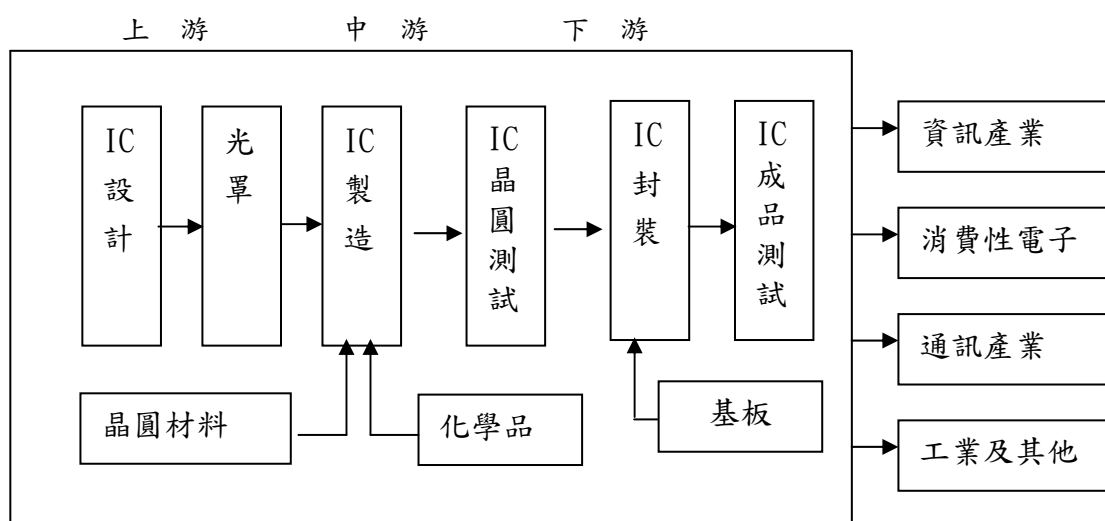 上 游 中 游 下 游
IC設計
光罩
IC製造
IC晶圓測試
IC封裝
IC成品測試
資訊產業
消費性電子
通訊產業
工業及其他
晶圓材料
化學品
基板